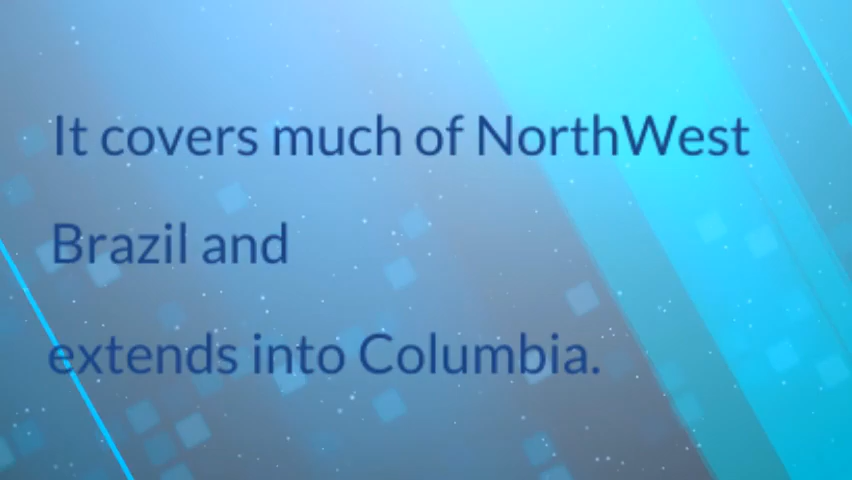 It covers much of NorthWest
Brazil and
extends into Columbia.